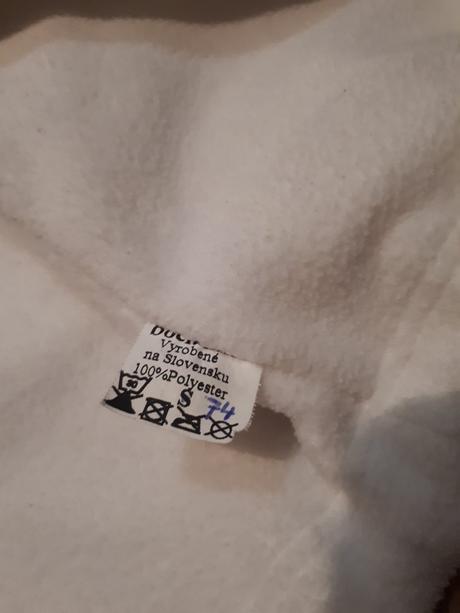 Vyrobené
na Slovensku
100%Polyester
S 74